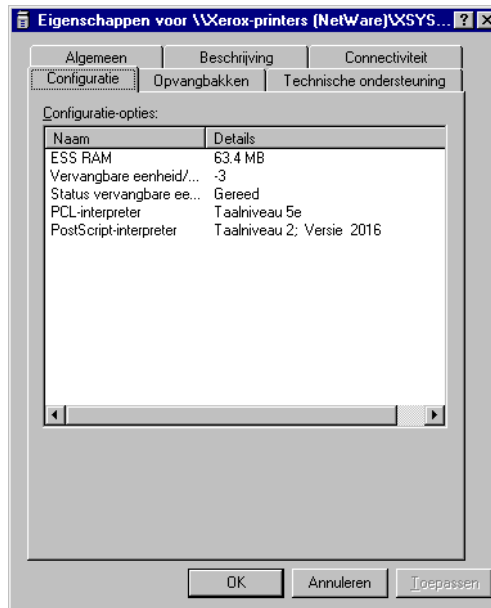 Eigenschappen voor \\Xerox-printers (NetWare)\XSYS...
Algemeen Beschrijving Connectiviteit
Configuratie Opvangbakken Technische ondersteuning
Configuratie-opties:
Naam Details
ESS RAM 63.4 MB
Vervangbare eenheid/... -3
Status vervangbare ee... Gereed
PCL-interpreter Taalniveau 5e
PostScript-interpreter Taalniveau 2; Versie 2016
OK Annuleren Toepassen